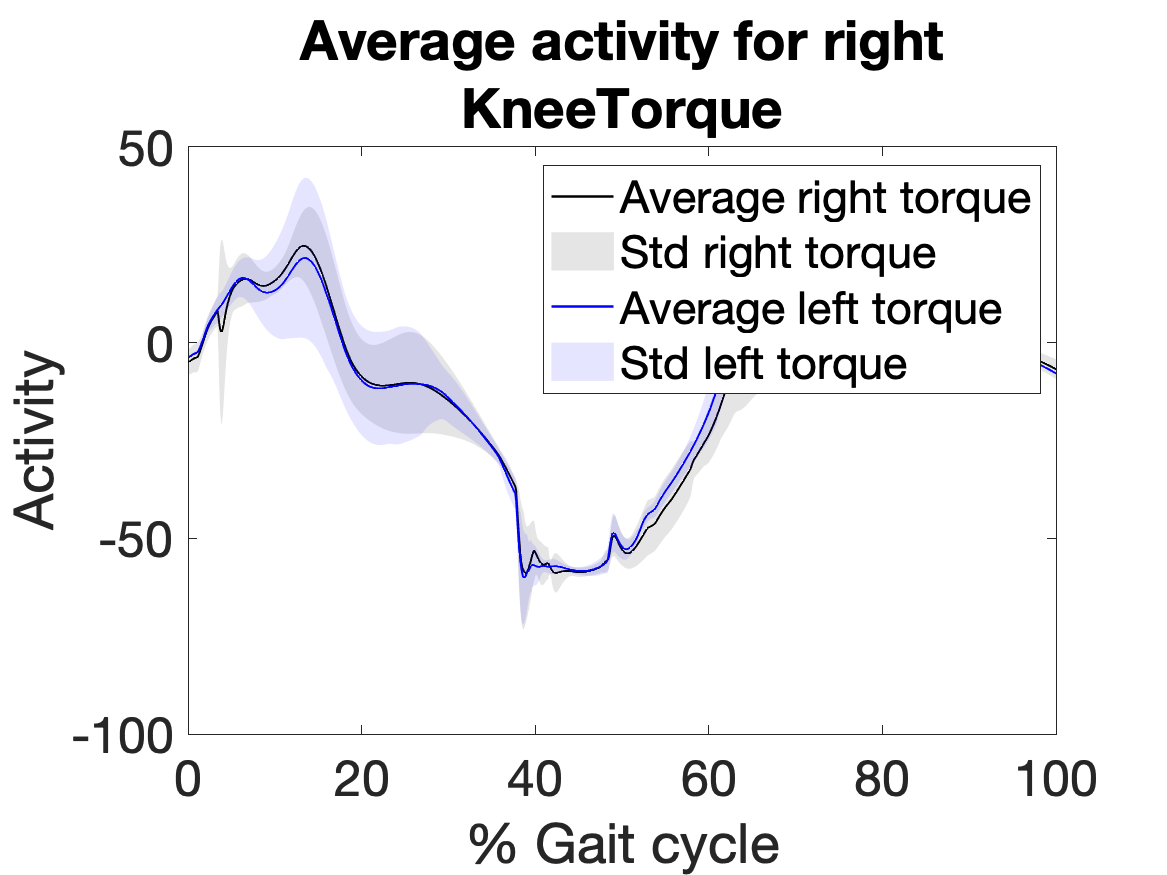 Average activity for right
KneeTorque
50
0
-50
-100
Activity
Average right torque
Std right torque
Average left torque
Std left torque
0 20 40 60 80 100
% Gait cycle